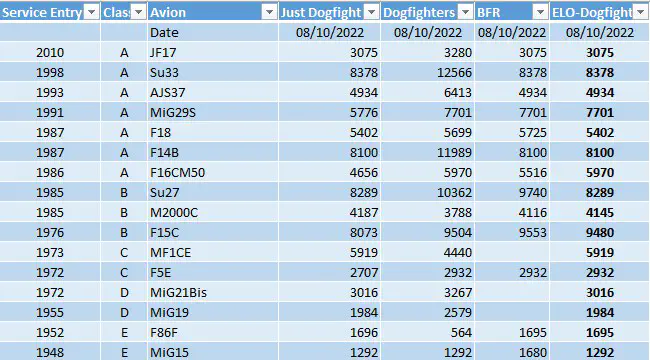 Service Entry Clas Avion Just Dogfight Dogfighters BFR ELO-Dogfight
Date 08/10/2022 08/10/2022 08/10/2022 08/10/2022
2010 A JF17 3075 3280 3075 3075
1998 A Su33 8378 12566 8378 8378
1993 A AJS37 4934 6413 4934 4934
1991 A MiG29S 5776 7701 7701 7701
1987 A F18 5402 5699 5725 5402
1987 A F14B 8100 11989 8100 8100
1986 A F16CM50 4656 5970 5516 5970
1985 B Su27 8289 10362 9740 8289
1985 B M2000C 4187 3788 4116 4145
1976 B F15C 8073 9504 9553 9480
1973 C MF1CE 5919 4440 5919
1972 C F5E 2707 2932 2932 2932
1972 D MiG21Bis 3016 3267 3016
1955 D MiG19 1984 2579 1984
1952 E F86F 1696 564 1695 1695
1948 E MiG15 1292 1292 1680 1292